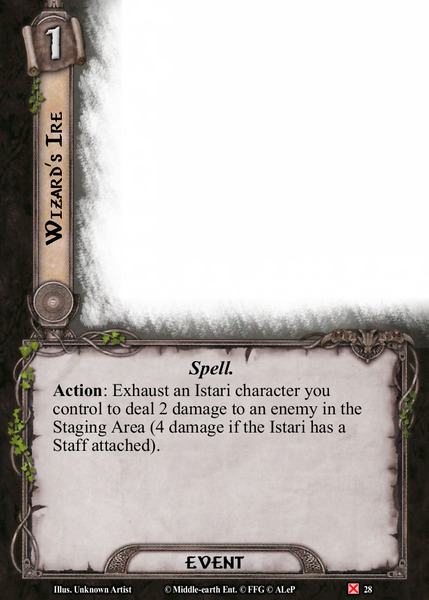 1
Wizard's Ire
Spell.
Action: Exhaust an Istari character you
control to deal 2 damage to an enemy in the
Staging Area (4 damage if the Istari has a
Staff attached).
EVENT
Illus. Unknown Artist © Middle-earth Ent. © FFG © ALeP 28